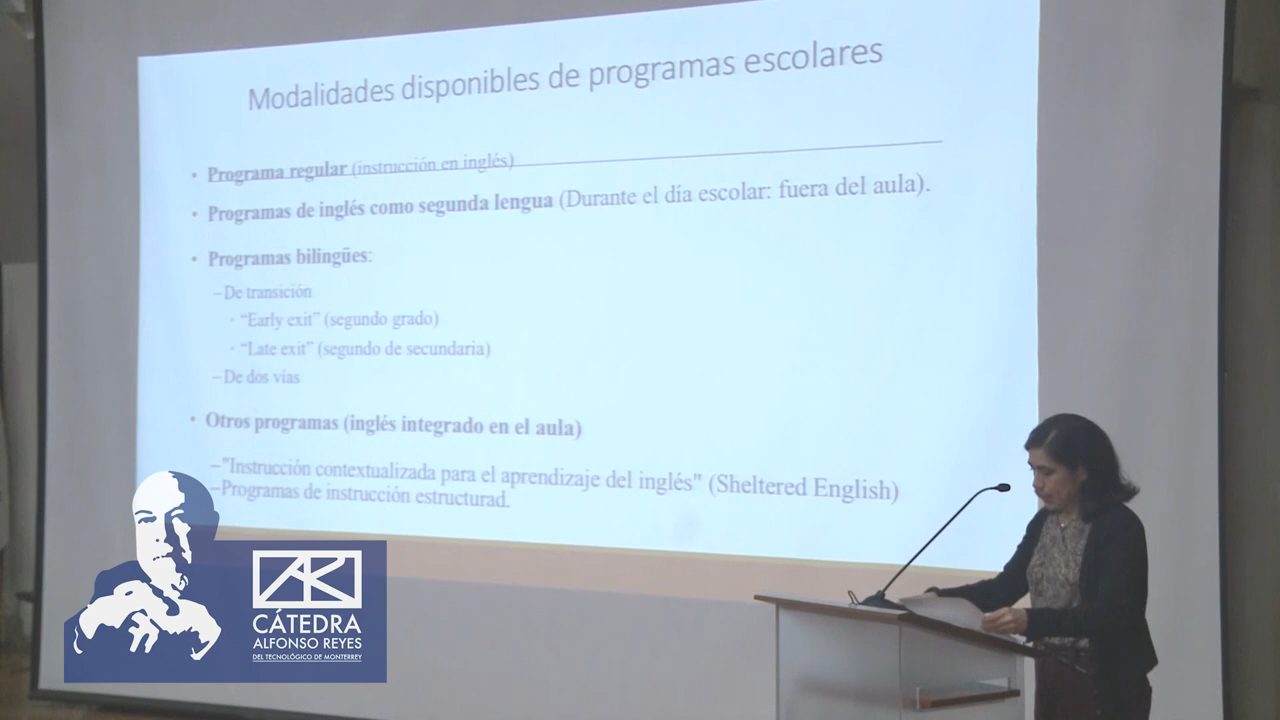 Modalidades disponibles de programas escolares
• Programa regular (instrucción en inglés)
• Programas de inglés como segunda lengua (Durante el día escolar: fuera del aula).
• Programas bilingües:
–De transición
• “Early exit” (segundo grado)
• “Late exit” (segundo de secundaria)
–De dos vías
• Otros programas (inglés integrado en el aula)
–"Instrucción contextualizada para el aprendizaje del inglés" (Sheltered English)
–Programas de instrucción estructurad.
AR
CÁTEDRA
ALFONSO REYES
DEL TECNOLÓGICO DE MONTERREY